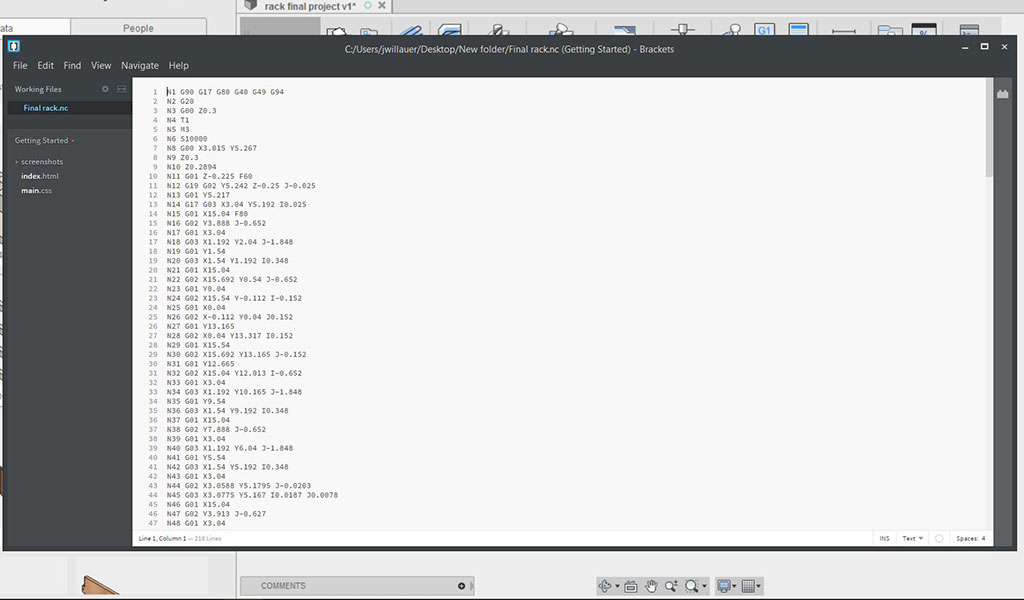 rack final project v1*
ata
People
G1
C:/Users/jwillauer/Desktop/New folder/Final rack.nc (Getting Started) - Brackets
File Edit Find View Navigate Help
Working Files
Final rack.nc
Getting Started
screenshots
index.html
main.css
1 N1 G90 G17 G80 G40 G49 G94
2 N2 G20
3 N3 G00 Z0.3
4 N4 T1
5 N5 M3
6 N6 S10000
7 N8 G00 X3.015 Y5.267
8 N9 Z0.3
9 N10 Z0.2894
10 N11 G01 Z-0.225 F60
11 N12 G19 G02 Y5.242 Z-0.25 J-0.025
12 N13 G01 Y5.217
13 N14 G17 G03 X3.04 Y5.192 I0.025
14 N15 G01 X15.04 F80
15 N16 G02 Y3.888 J-0.652
16 N17 G01 X3.04
17 N18 G03 X1.192 Y2.04 J-1.848
18 N19 G01 Y1.54
19 N20 G03 X1.54 Y1.192 I0.348
20 N21 G01 X15.04
21 N22 G02 X15.692 Y0.54 J-0.652
22 N23 G01 Y0.04
23 N24 G02 X15.54 Y-0.112 I-0.152
24 N25 G01 X0.04
25 N26 G02 X-0.112 Y0.04 J0.152
26 N27 G01 Y13.165
27 N28 G02 X0.04 Y13.317 I0.152
28 N29 G01 X15.54
29 N30 G02 X15.692 Y13.165 J-0.152
30 N31 G01 Y12.665
31 N32 G02 X15.04 Y12.013 I-0.652
32 N33 G01 X3.04
33 N34 G03 X1.192 Y10.165 J-1.848
34 N35 G01 Y9.54
35 N36 G03 X1.54 Y9.192 I0.348
36 N37 G01 X15.04
37 N38 G02 Y7.888 J-0.652
38 N39 G01 X3.04
39 N40 G03 X1.192 Y6.04 J-1.848
40 N41 G01 Y5.54
41 N42 G03 X1.54 Y5.192 I0.348
42 N43 G01 X3.04
43 N44 G02 X3.0588 Y5.1795 J-0.0203
44 N45 G03 X3.0775 Y5.167 I0.0187 J0.0078
45 N46 G01 X15.04
46 N47 G02 Y3.913 J-0.627
47 N48 G01 X3.04
Line 1, Column 1 — 218 Lines
INS Text Spaces: 4
COMMENTS